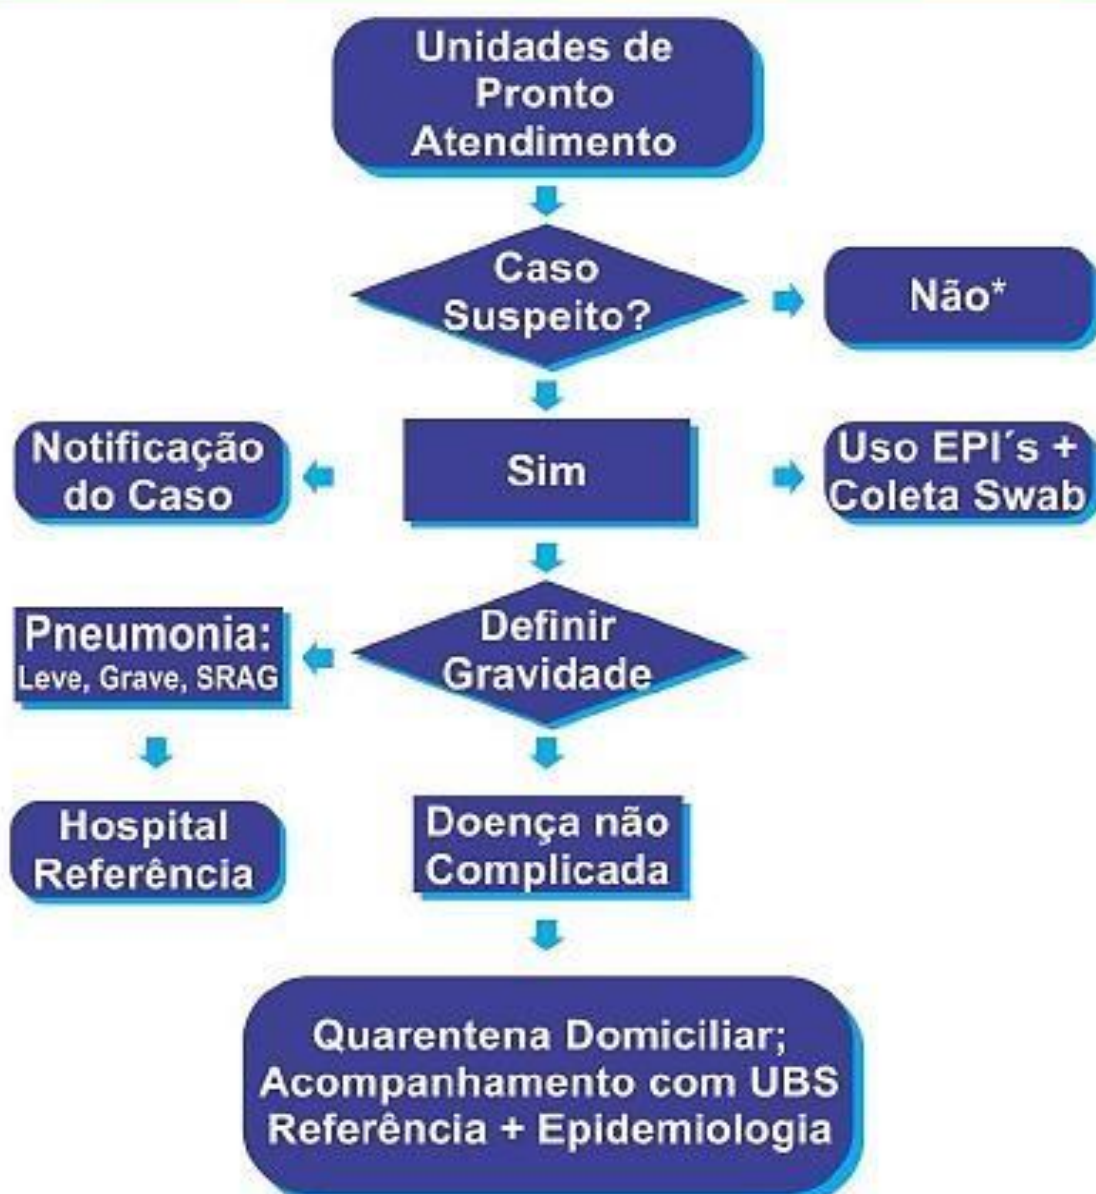 Unidades de
Pronto
Atendimento
Caso
Suspeito?
Não*
Notificação
do Caso
Sim
Uso EPI´s +
Coleta Swab
Pneumonia:
Leve, Grave, SRAG
Definir
Gravidade
Hospital
Referência
Doença não
Complicada
Quarentena Domiciliar;
Acompanhamento com UBS
Referência + Epidemiologia